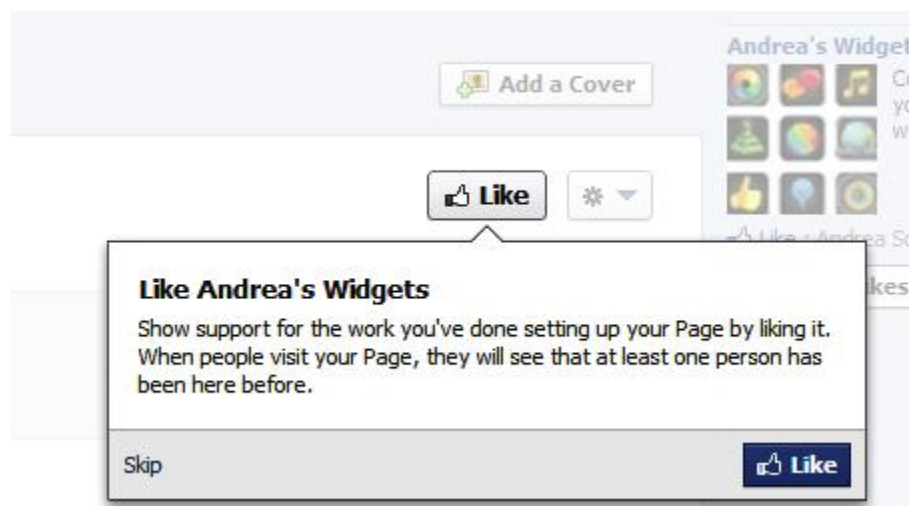 Andrea's Widget
Add a Cover
Like
Like : Andrea
Like Andrea's Widgets
Show support for the work you've done setting up your Page by liking it.
When people visit your Page, they will see that at least one person has
been here before.
Skip
Like